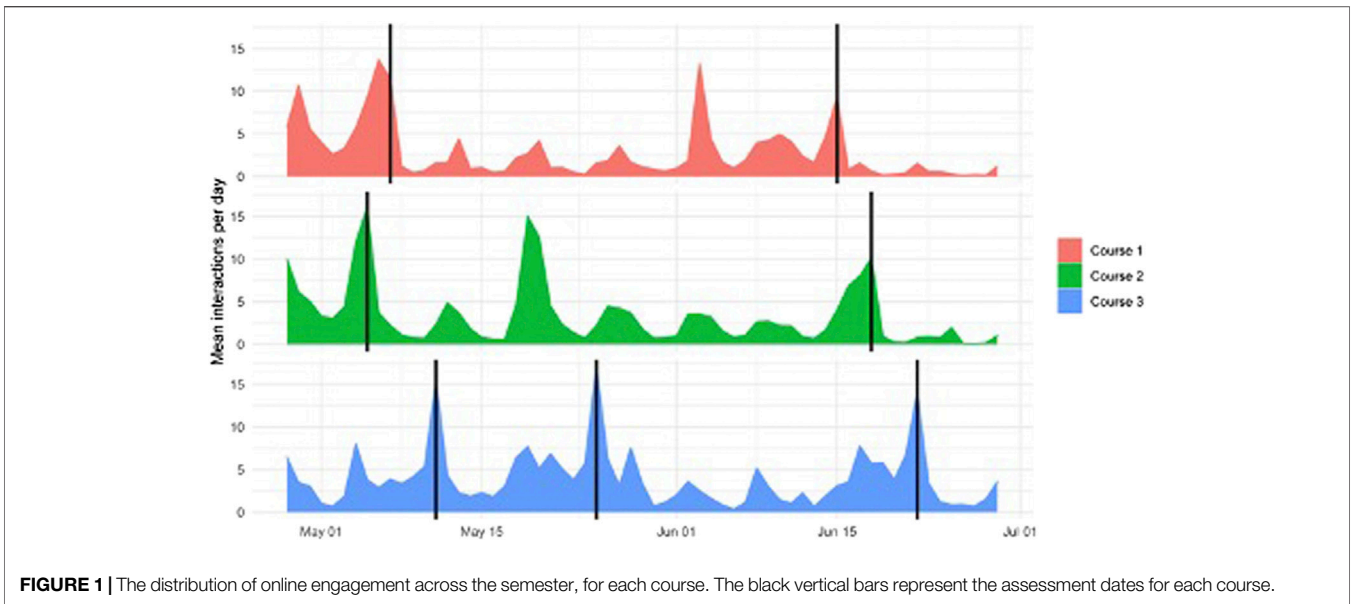 15
10
5
0
15
10
5
0
15
10
5
0
Mean interactions per day
May 01
May 15
Jun 01
Jun 15
Jul 01
Course 1
Course 2
Course 3
FIGURE 1 | The distribution of online engagement across the semester, for each course. The black vertical bars represent the assessment dates for each course.